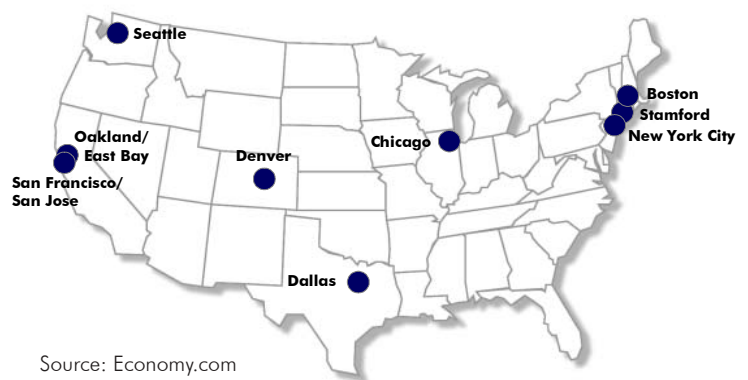 Seattle
Boston
Stamford
New York City
Chicago
Oakland/
East Bay
Denver
San Francisco/
San Jose
Dallas
Source: Economy.com